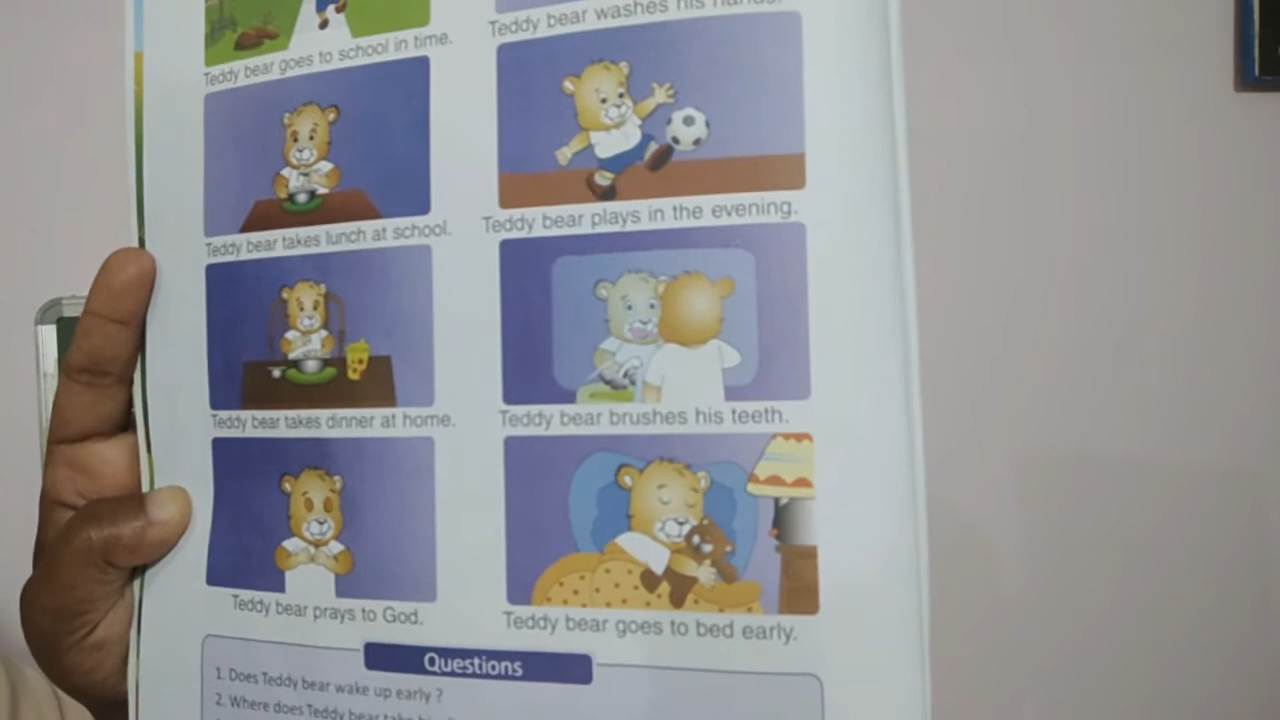 Teddy bear washes his hands.
Teddy bear goes to school in time.
Teddy bear takes lunch at school.
Teddy bear plays in the evening.
Teddy bear takes dinner at home.
Teddy bear brushes his teeth.
Teddy bear prays to God.
Teddy bear goes to bed early.
Questions
1. Does Teddy bear wake up early ?
2. Where does Teddy bear take